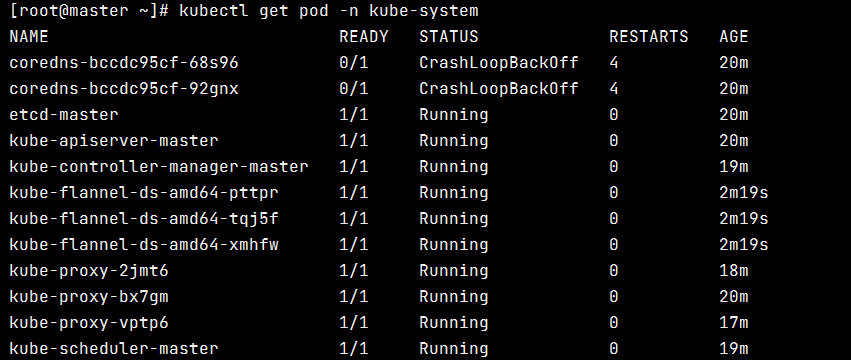 [root@master ~]# kubectl get pod -n kube-system
NAME READY STATUS RESTARTS AGE
coredns-bccdc95cf-68s96 0/1 CrashLoopBackOff 4 20m
coredns-bccdc95cf-92gnx 0/1 CrashLoopBackOff 4 20m
etcd-master 1/1 Running 0 20m
kube-apiserver-master 1/1 Running 0 20m
kube-controller-manager-master 1/1 Running 0 19m
kube-flannel-ds-amd64-pttpr 1/1 Running 0 2m19s
kube-flannel-ds-amd64-tqj5f 1/1 Running 0 2m19s
kube-flannel-ds-amd64-xmhfw 1/1 Running 0 2m19s
kube-proxy-2jmt6 1/1 Running 0 18m
kube-proxy-bx7gm 1/1 Running 0 20m
kube-proxy-vptp6 1/1 Running 0 17m
kube-scheduler-master 1/1 Running 0 19m